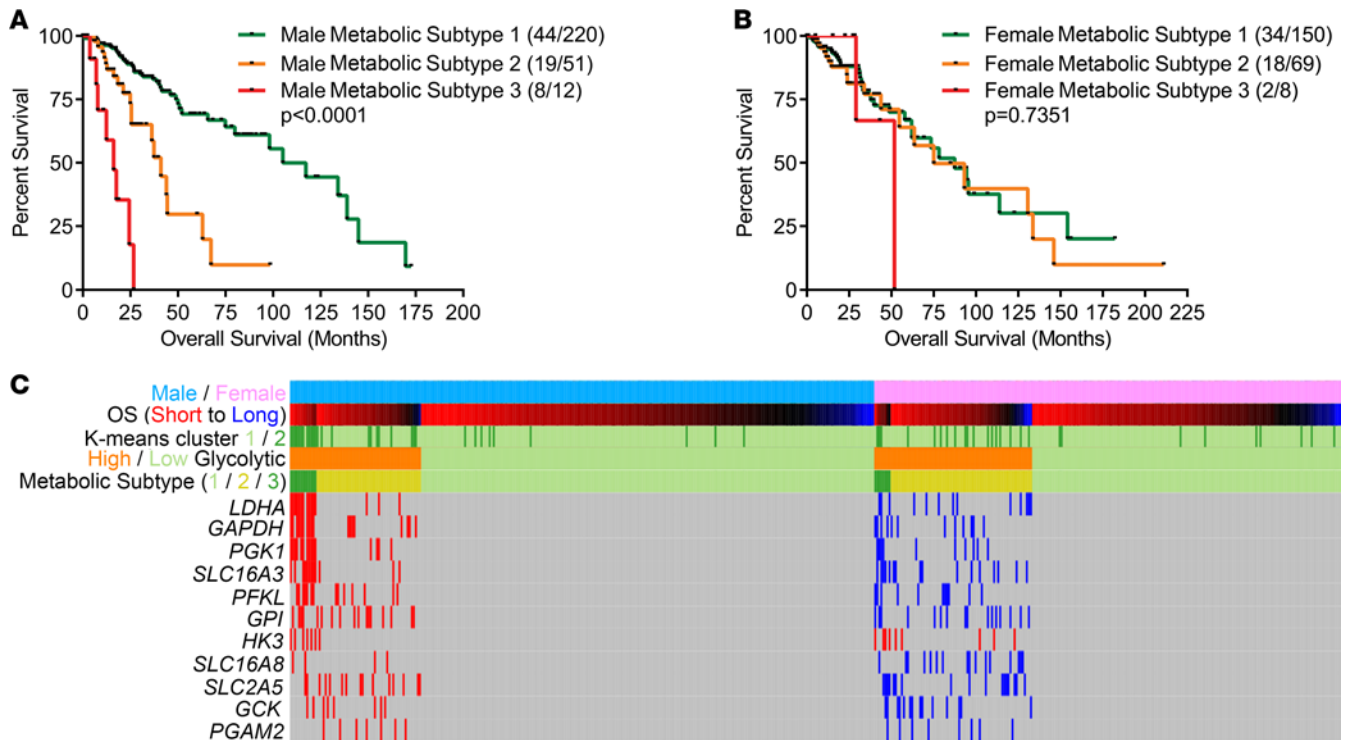 A
Percent Survival
100
75
50
25
0
0 25 50 75 100 125 150 175 200
Overall Survival (Months)
Male Metabolic Subtype 1 (44/220)
Male Metabolic Subtype 2 (19/51)
Male Metabolic Subtype 3 (8/12)
p<0.0001
B
Percent Survival
100
75
50
25
0
0 25 50 75 100 125 150 175 200 225
Overall Survival (Months)
Female Metabolic Subtype 1 (34/150)
Female Metabolic Subtype 2 (18/69)
Female Metabolic Subtype 3 (2/8)
p=0.7351
C
Male / Female
OS (Short to Long)
K-means cluster 1 / 2
High / Low Glycolytic
Metabolic Subtype (1 / 2 / 3)
LDHA
GAPDH
PGK1
SLC16A3
PFKL
GPI
HK3
SLC16A8
SLC2A5
GCK
PGAM2